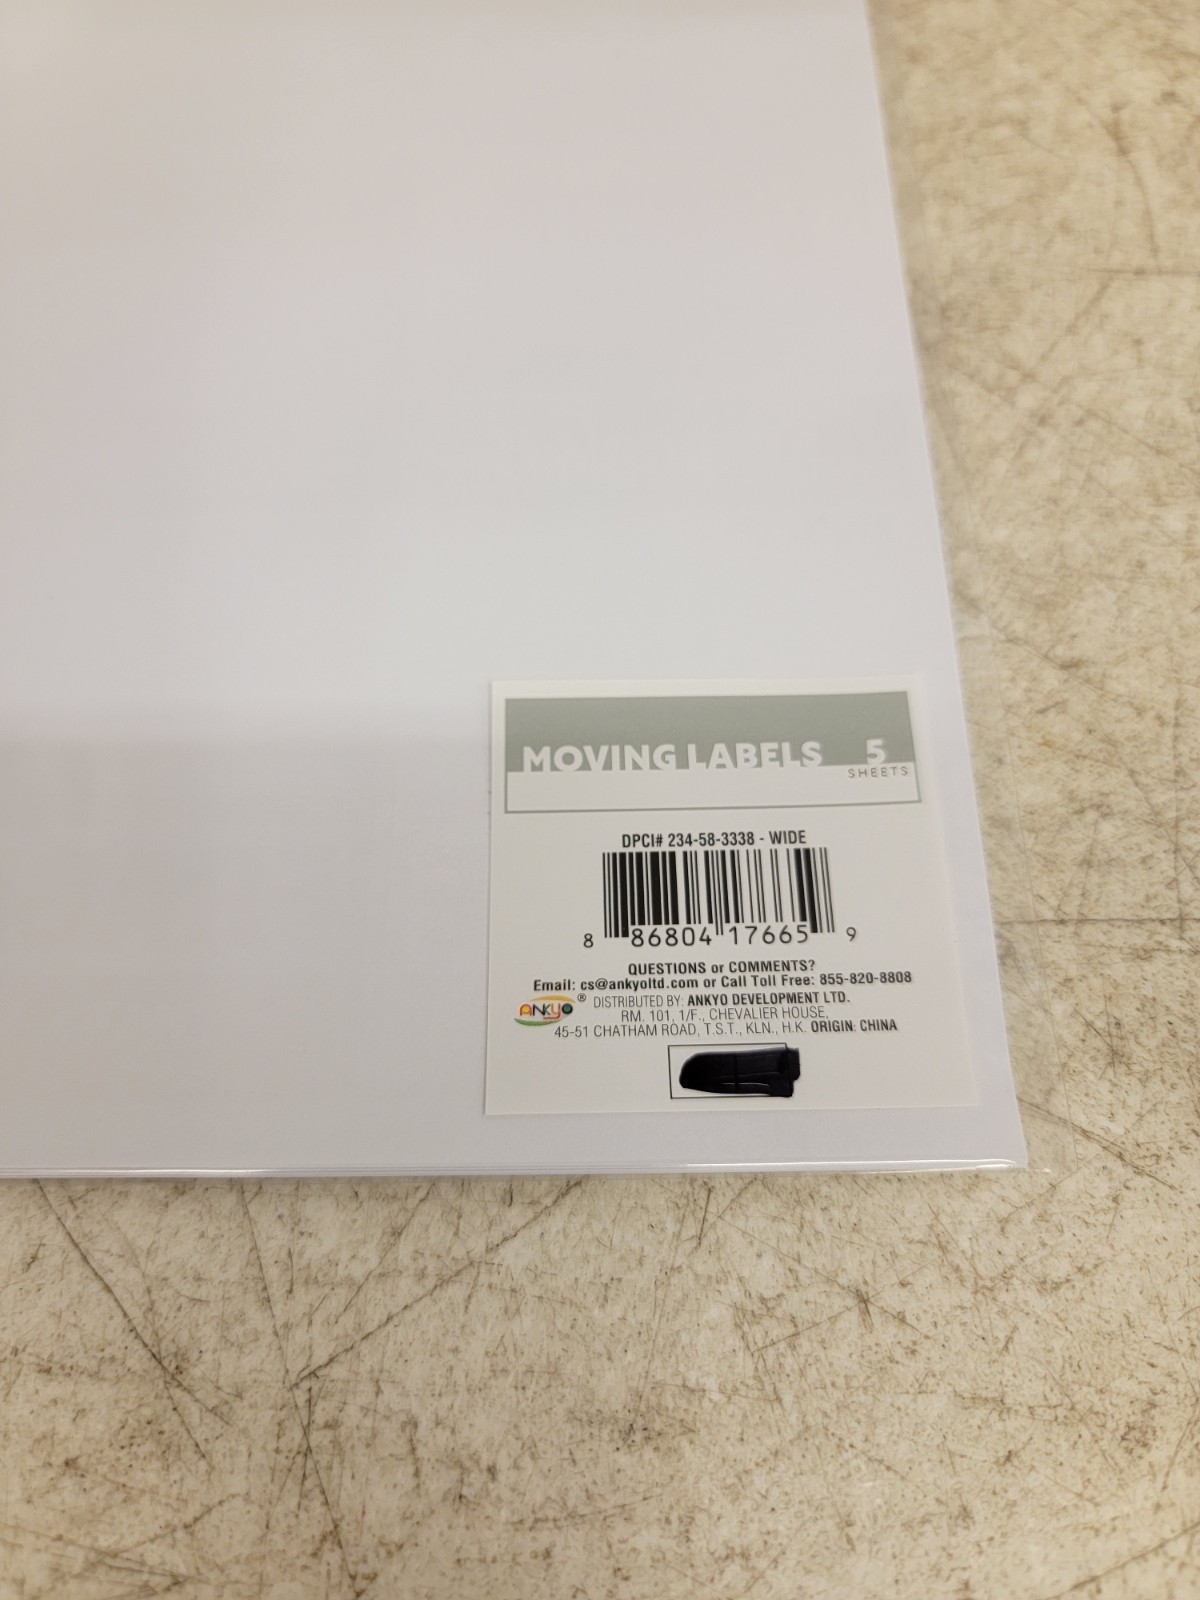 MOVING LABELS 5
SHEETS
DPCI# 234-58-3338 - WIDE
8 86804 17665 9
QUESTIONS or COMMENTS?
Email: cs@ankyoltd.com or Call Toll Free: 855-820-8808
ANKYO ® DISTRIBUTED BY: ANKYO DEVELOPMENT LTD.
RM. 101, 1/F., CHEVALIER HOUSE,
45-51 CHATHAM ROAD, T.S.T., KLN., H.K. ORIGIN: CHINA